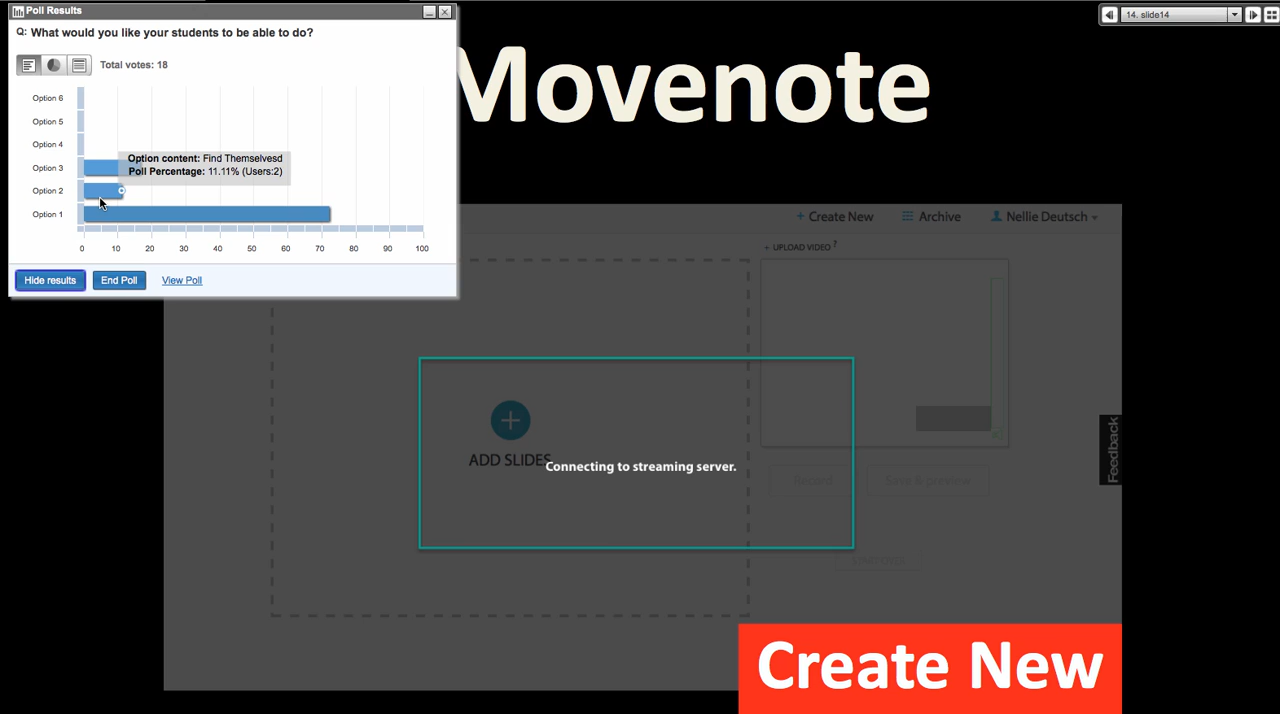 Poll Results
14. slide14
Q: What would you like your students to be able to do?
Total votes: 18
Movenote
Option 6
Option 5
Option 4
Option 3
Option 2
Option 1
Option content: Find Themselvesd
Poll Percentage: 11.11% (Users:2)
0 10 20 30 40 50 60 70 80 90 100
Hide results
End Poll
View Poll
+ Create New
Archive
Nellie Deutsch
+ UPLOAD VIDEO ?
ADD SLIDES
Connecting to streaming server.
Record
Save & preview
Feedback
Create New